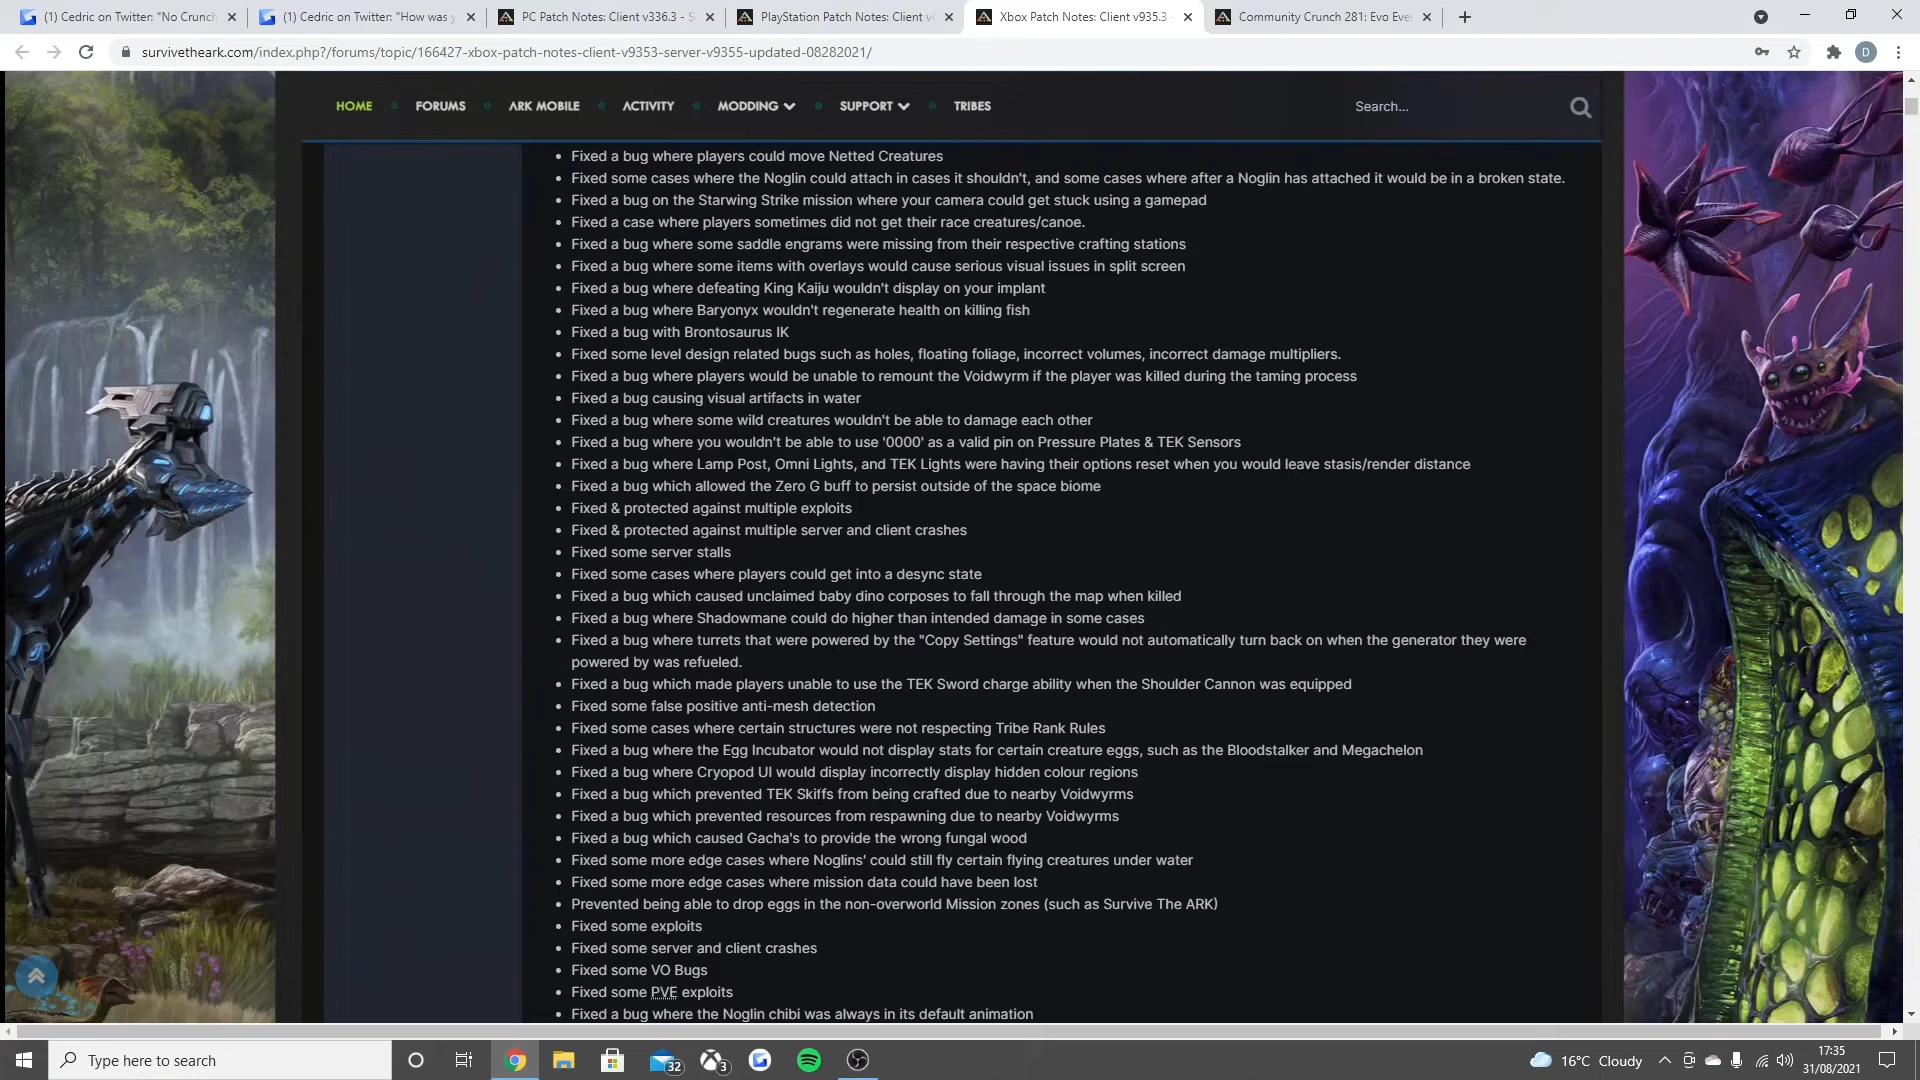 (1) Cedric on Twitter: "No Crunch
(1) Cedric on Twitter: "How was y
PC Patch Notes: Client v336.3 - S
PlayStation Patch Notes: Client v
Xbox Patch Notes: Client v935.3 -
Community Crunch 281: Evo Eve
survivetheark.com/index.php?/forums/topic/166427-xbox-patch-notes-client-v9353-server-v9355-updated-08282021/
D
HOME FORUMS ARK MOBILE ACTIVITY MODDING SUPPORT TRIBES Search...
Fixed a bug where players could move Netted Creatures
Fixed some cases where the Noglin could attach in cases it shouldn't, and some cases where after a Noglin has attached it would be in a broken state.
Fixed a bug on the Starwing Strike mission where your camera could get stuck using a gamepad
Fixed a case where players sometimes did not get their race creatures/canoe.
Fixed a bug where some saddle engrams were missing from their respective crafting stations
Fixed a bug where some items with overlays would cause serious visual issues in split screen
Fixed a bug where defeating King Kaiju wouldn't display on your implant
Fixed a bug where Baryonyx wouldn't regenerate health on killing fish
Fixed a bug with Brontosaurus IK
Fixed some level design related bugs such as holes, floating foliage, incorrect volumes, incorrect damage multipliers.
Fixed a bug where players would be unable to remount the Voidwyrm if the player was killed during the taming process
Fixed a bug causing visual artifacts in water
Fixed a bug where some wild creatures wouldn't be able to damage each other
Fixed a bug where you wouldn't be able to use '0000' as a valid pin on Pressure Plates & TEK Sensors
Fixed a bug where Lamp Post, Omni Lights, and TEK Lights were having their options reset when you would leave stasis/render distance
Fixed a bug which allowed the Zero G buff to persist outside of the space biome
Fixed & protected against multiple exploits
Fixed & protected against multiple server and client crashes
Fixed some server stalls
Fixed some cases where players could get into a desync state
Fixed a bug which caused unclaimed baby dino corposes to fall through the map when killed
Fixed a bug where Shadowmane could do higher than intended damage in some cases
Fixed a bug where turrets that were powered by the "Copy Settings" feature would not automatically turn back on when the generator they were
powered by was refueled.
Fixed a bug which made players unable to use the TEK Sword charge ability when the Shoulder Cannon was equipped
Fixed some false positive anti-mesh detection
Fixed some cases where certain structures were not respecting Tribe Rank Rules
Fixed a bug where the Egg Incubator would not display stats for certain creature eggs, such as the Bloodstalker and Megachelon
Fixed a bug where Cryopod UI would display incorrectly display hidden colour regions
Fixed a bug which prevented TEK Skiffs from being crafted due to nearby Voidwyrms
Fixed a bug which prevented resources from respawning due to nearby Voidwyrms
Fixed a bug which caused Gacha's to provide the wrong fungal wood
Fixed some more edge cases where Noglins' could still fly certain flying creatures under water
Fixed some more edge cases where mission data could have been lost
Prevented being able to drop eggs in the non-overworld Mission zones (such as Survive The ARK)
Fixed some exploits
Fixed some server and client crashes
Fixed some VO Bugs
Fixed some PVE exploits
Fixed a bug where the Noglin chibi was always in its default animation
Type here to search
32
3
16°C Cloudy
17:35
31/08/2021